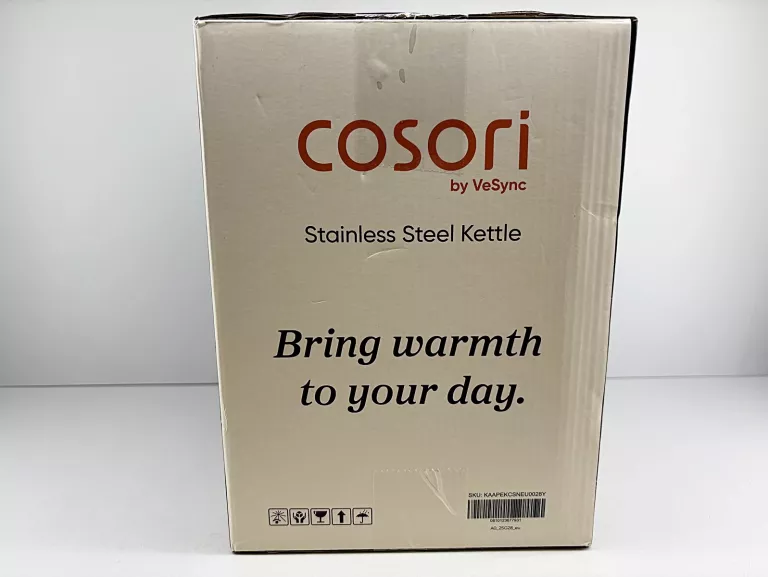 cosori
by VeSync
Stainless Steel Kettle
Bring warmth
to your day.
SKU: KAAPEKCSNEU0028Y